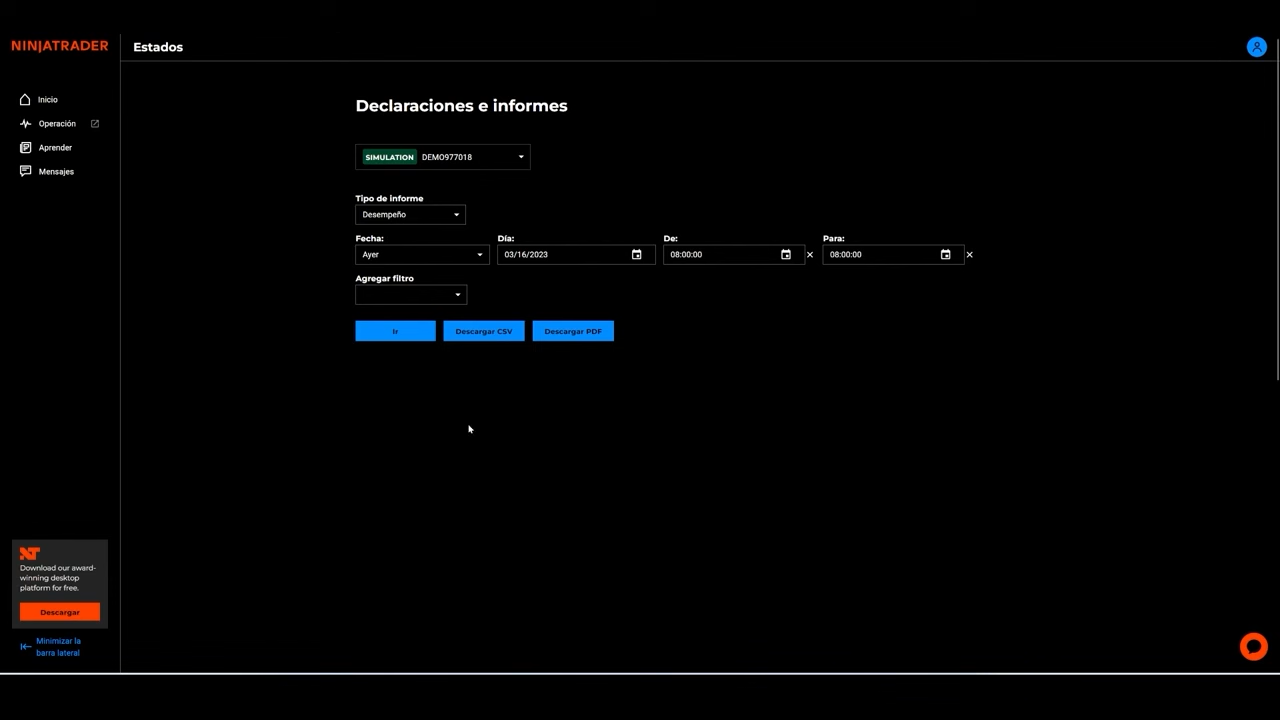 NINJATRADER
Estados
Inicio
Operación
Aprender
Mensajes
Declaraciones e informes
SIMULATION DEMO977018
Tipo de informe
Desempeño
Fecha: Día: De: Para:
Ayer 03/16/2023 08:00:00 08:00:00
Agregar filtro
Ir Descargar CSV Descargar PDF
NT
Download our award-
winning desktop
platform for free.
Descargar
Minimizar la
barra lateral